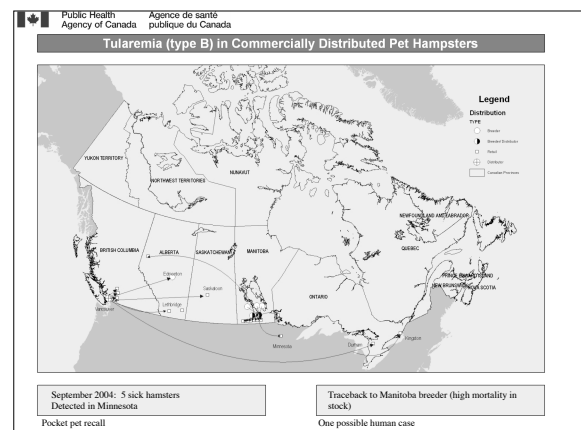 Public Health Agence de santé
Agency of Canada publique du Canada
Tularemia (type B) in Commercially Distributed Pet Hampsters
Legend
Distribution
TYPE
Breeder
Breeder/Distributor
Retail
Distributor
Canadian Provinces
YUKON TERRITORY
NORTHWEST TERRITORIES
NUNAVUT
NEWFOUNDLAND AND LABRADOR
BRITISH COLUMBIA
ALBERTA
SASKATCHEWAN
MANITOBA
QUEBEC
ONTARIO
PRINCE EDWARD ISLAND
NEW BRUNSWICK
NOVA SCOTIA
Edmonton
Saskatoon
Lethbridge
Vancouver
Minnesota
Durham
Kingston
September 2004: 5 sick hamsters
Detected in Minnesota
Traceback to Manitoba breeder (high mortality in
stock)
Pocket pet recall
One possible human case